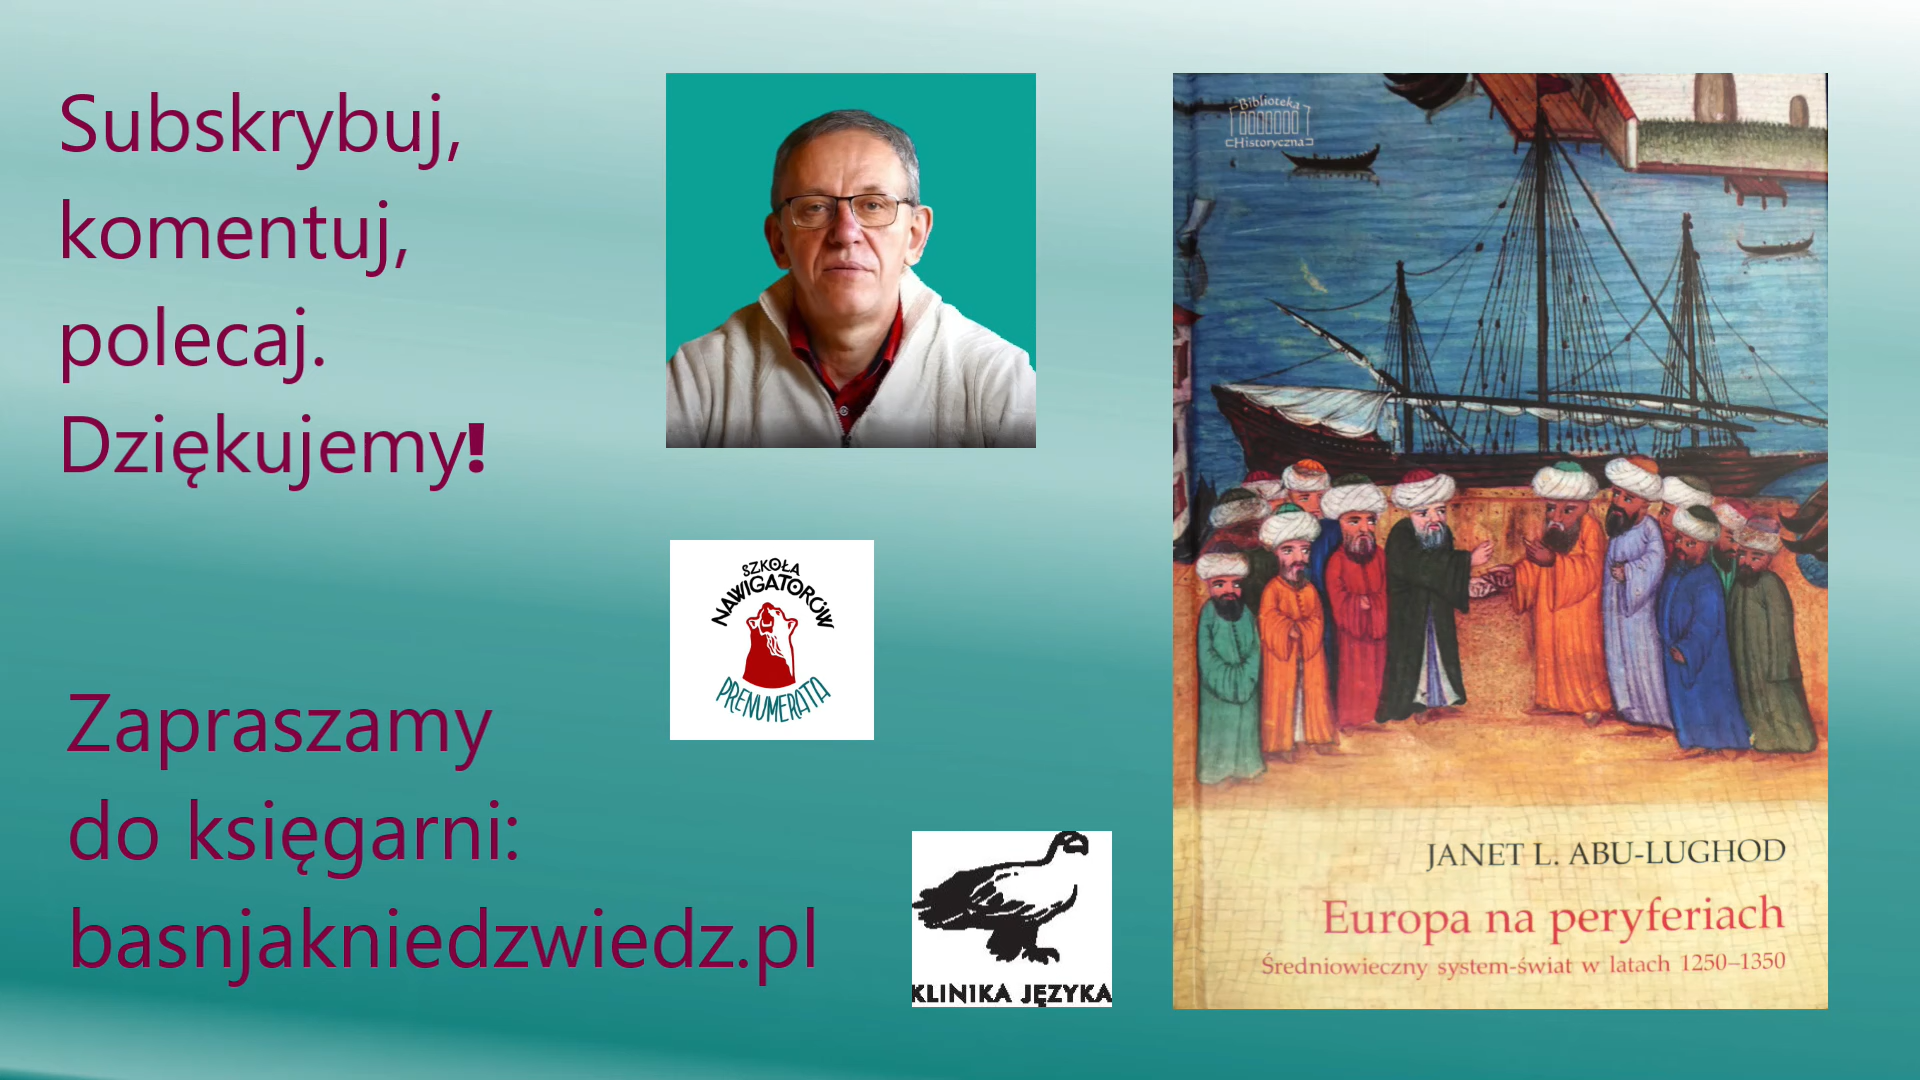 Subskrybuj,
komentuj,
polecaj.
Dziękujemy!
Zapraszamy
do księgarni:
basnjakniedzwiedz.pl
SZKOŁA
NAWIGATORÓW
PRENUMERATA
KLINIKA JĘZYKA
Biblioteka
Historyczna
JANET L. ABU-LUGHOD
Europa na peryferiach
Średniowieczny system-świat w latach 1250–1350